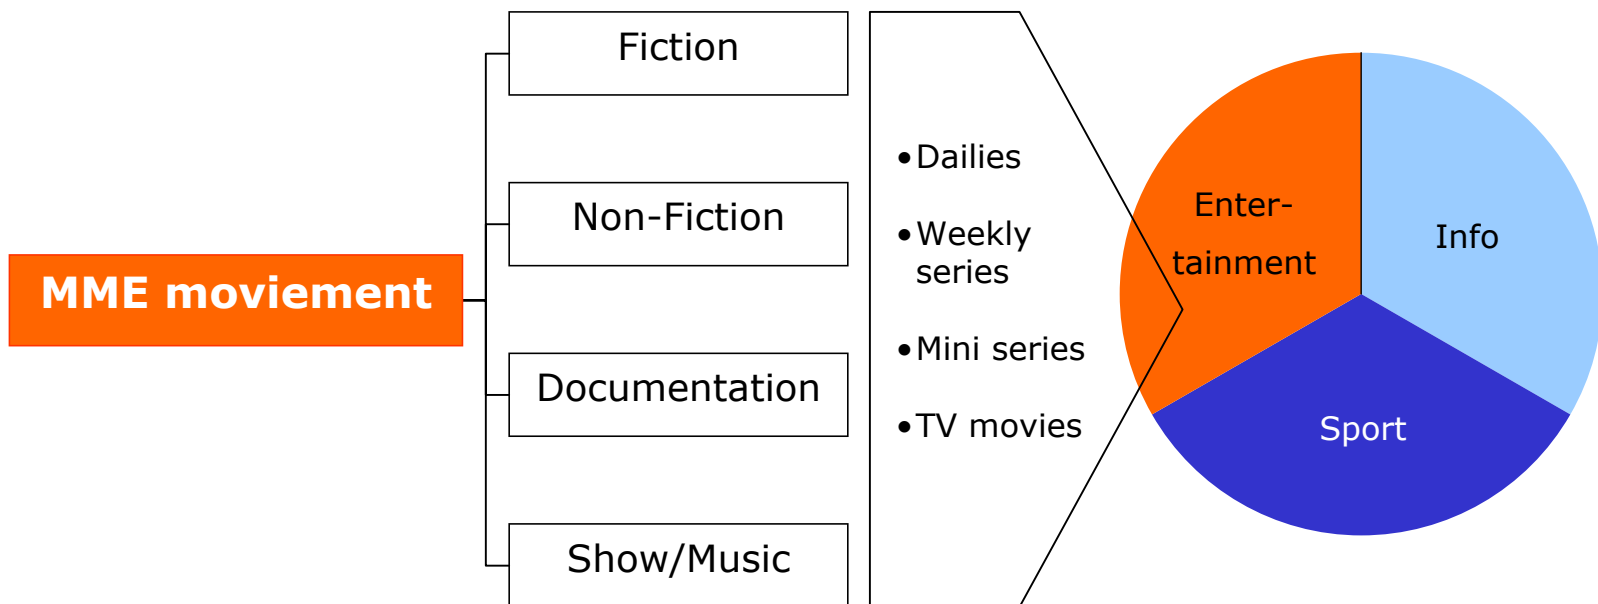 MME moviement
Fiction
Non-Fiction
Documentation
Show/Music
•Dailies
•Weekly
series
•Mini series
•TV movies
Enter-
tainment
Info
Sport